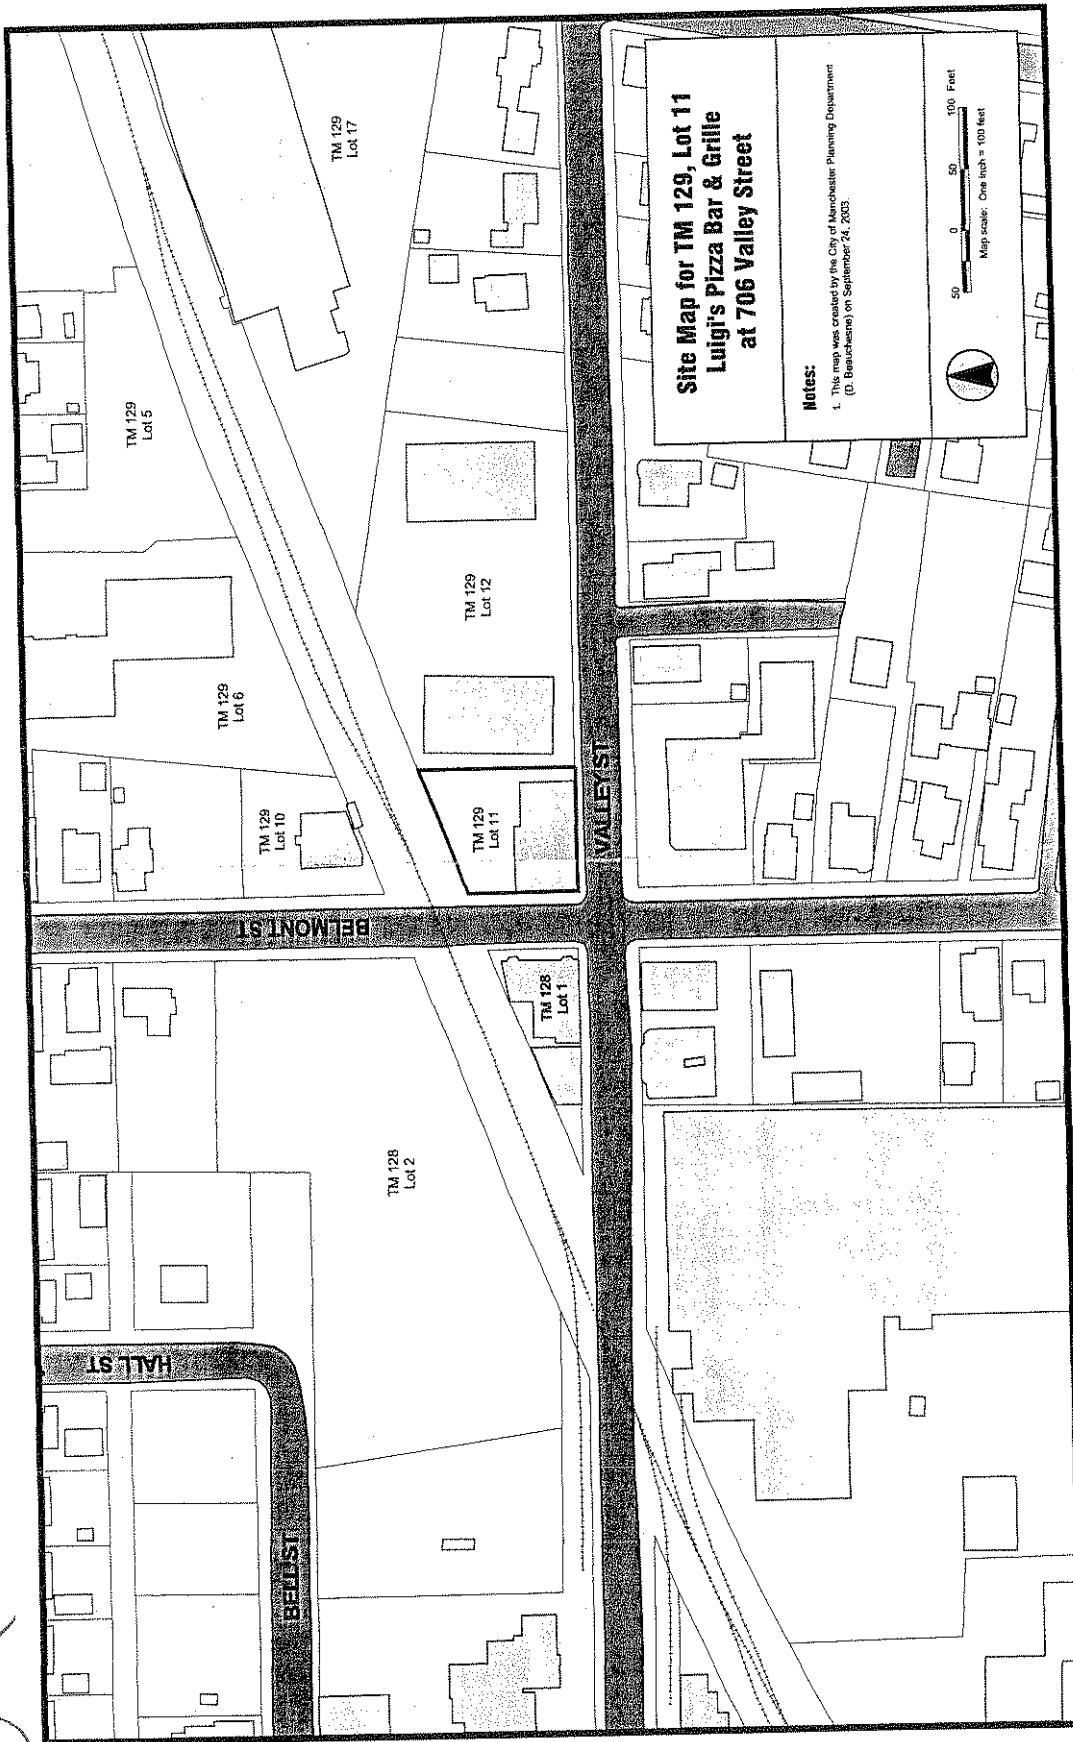 Site Map for TM 129, Lot 11
Luigi's Pizza Bar & Grille
at 706 Valley Street
Notes:
1. This map was created by the City of Manchester Planning Department
(D. Beauchesne) on September 24, 2003.
50 0 50 100 Feet
Map scale: One inch = 100 feet
HALL ST
BELL ST
BELMONT ST
VALLEY ST
TM 128
Lot 2
TM 128
Lot 1
TM 129
Lot 10
TM 129
Lot 6
TM 129
Lot 5
TM 129
Lot 11
TM 129
Lot 12
TM 129
Lot 17